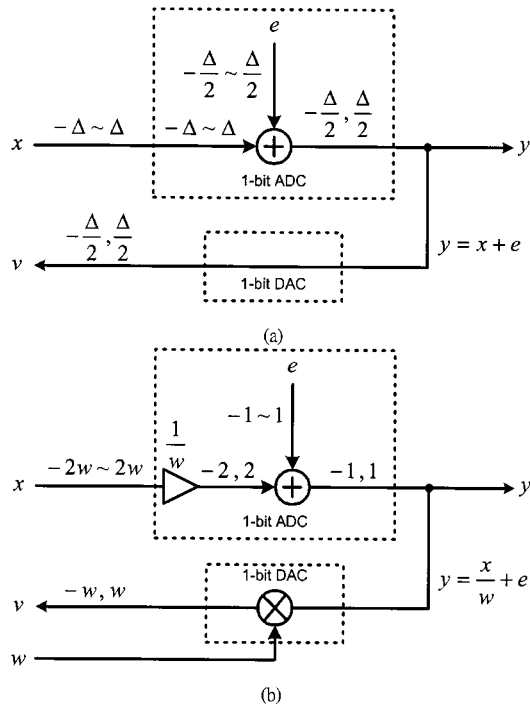 e
-Δ/2 ~ Δ/2
x
-Δ ~ Δ
-Δ ~ Δ
-Δ/2 , Δ/2
y
1-bit ADC
-Δ/2 , Δ/2
y = x + e
v
1-bit DAC
(a)
e
1/w
-1 ~ 1
x
-2w ~ 2w
-2 , 2
-1, 1
y
1-bit ADC
1-bit DAC
y = x/w + e
v
-w, w
w
(b)